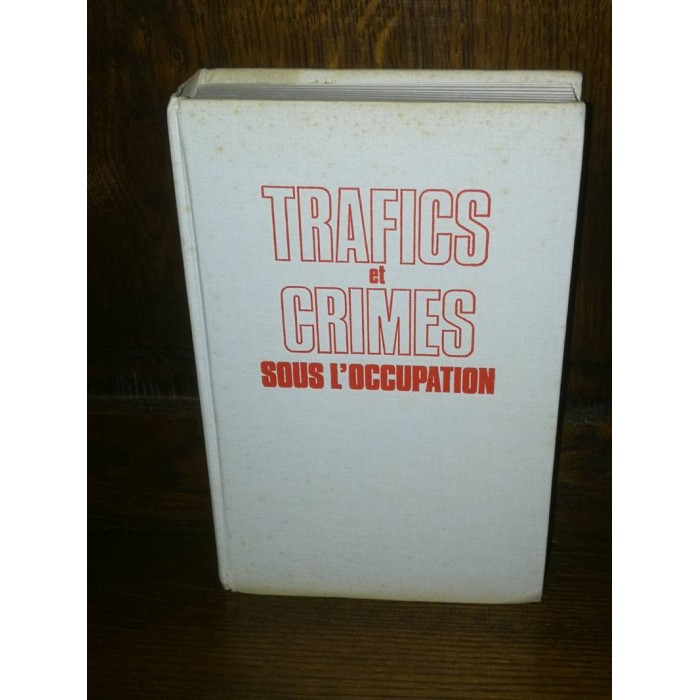 TRAFICS
et
CRIMES
SOUS L'OCCUPATION